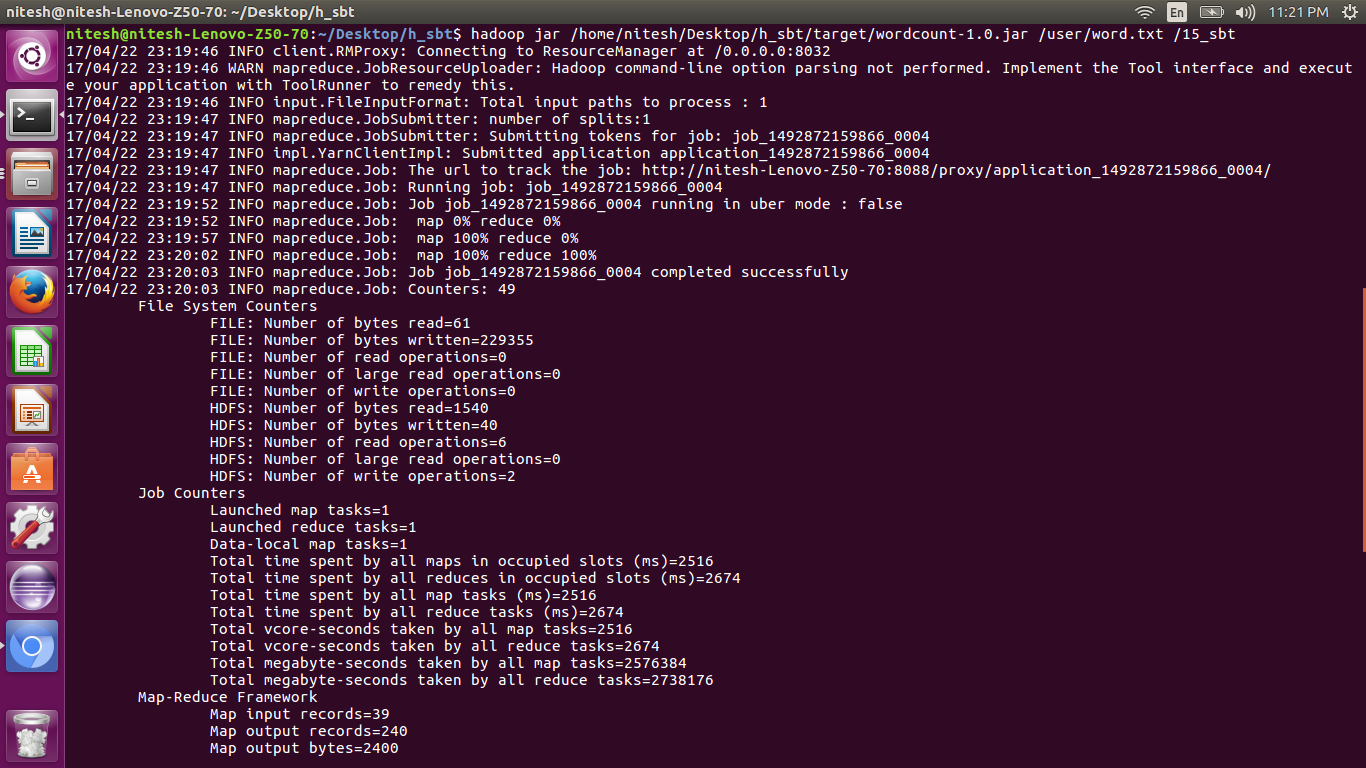 nitesh@nitesh-Lenovo-Z50-70: ~/Desktop/h_sbt
En
11:21 PM
nitesh@nitesh-Lenovo-Z50-70:~/Desktop/h_sbt$ hadoop jar /home/nitesh/Desktop/h_sbt/target/wordcount-1.0.jar /user/word.txt /15_sbt
17/04/22 23:19:46 INFO client.RMProxy: Connecting to ResourceManager at /0.0.0.0:8032
17/04/22 23:19:46 WARN mapreduce.JobResourceUploader: Hadoop command-line option parsing not performed. Implement the Tool interface and execut
e your application with ToolRunner to remedy this.
17/04/22 23:19:46 INFO input.FileInputFormat: Total input paths to process : 1
17/04/22 23:19:47 INFO mapreduce.JobSubmitter: number of splits:1
17/04/22 23:19:47 INFO mapreduce.JobSubmitter: Submitting tokens for job: job_1492872159866_0004
17/04/22 23:19:47 INFO impl.YarnClientImpl: Submitted application application_1492872159866_0004
17/04/22 23:19:47 INFO mapreduce.Job: The url to track the job: http://nitesh-Lenovo-Z50-70:8088/proxy/application_1492872159866_0004/
17/04/22 23:19:47 INFO mapreduce.Job: Running job: job_1492872159866_0004
17/04/22 23:19:52 INFO mapreduce.Job: Job job_1492872159866_0004 running in uber mode : false
17/04/22 23:19:52 INFO mapreduce.Job:  map 0% reduce 0%
17/04/22 23:19:57 INFO mapreduce.Job:  map 100% reduce 0%
17/04/22 23:20:02 INFO mapreduce.Job:  map 100% reduce 100%
17/04/22 23:20:03 INFO mapreduce.Job: Job job_1492872159866_0004 completed successfully
17/04/22 23:20:03 INFO mapreduce.Job: Counters: 49
File System Counters
FILE: Number of bytes read=61
FILE: Number of bytes written=229355
FILE: Number of read operations=0
FILE: Number of large read operations=0
FILE: Number of write operations=0
HDFS: Number of bytes read=1540
HDFS: Number of bytes written=40
HDFS: Number of read operations=6
HDFS: Number of large read operations=0
HDFS: Number of write operations=2
Job Counters
Launched map tasks=1
Launched reduce tasks=1
Data-local map tasks=1
Total time spent by all maps in occupied slots (ms)=2516
Total time spent by all reduces in occupied slots (ms)=2674
Total time spent by all map tasks (ms)=2516
Total time spent by all reduce tasks (ms)=2674
Total vcore-seconds taken by all map tasks=2516
Total vcore-seconds taken by all reduce tasks=2674
Total megabyte-seconds taken by all map tasks=2576384
Total megabyte-seconds taken by all reduce tasks=2738176
Map-Reduce Framework
Map input records=39
Map output records=240
Map output bytes=2400